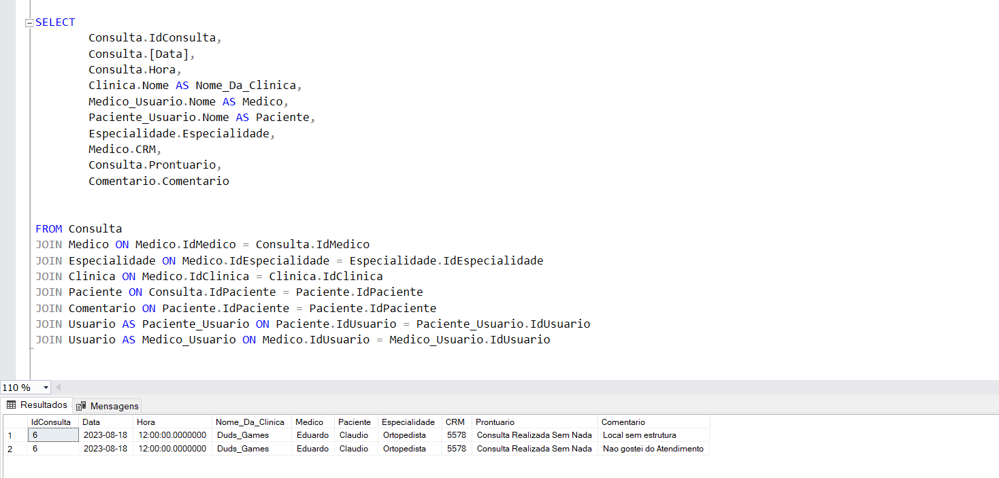 SELECT
Consulta.IdConsulta,
Consulta.[Data],
Consulta.Hora,
Clinica.Nome AS Nome_Da_Clinica,
Medico_Usuario.Nome AS Medico,
Paciente_Usuario.Nome AS Paciente,
Especialidade.Especialidade,
Medico.CRM,
Consulta.Prontuario,
Comentario.Comentario
FROM Consulta
JOIN Medico ON Medico.IdMedico = Consulta.IdMedico
JOIN Especialidade ON Medico.IdEspecialidade = Especialidade.IdEspecialidade
JOIN Clinica ON Medico.IdClinica = Clinica.IdClinica
JOIN Paciente ON Consulta.IdPaciente = Paciente.IdPaciente
JOIN Comentario ON Paciente.IdPaciente = Paciente.IdPaciente
JOIN Usuario AS Paciente_Usuario ON Paciente.IdUsuario = Paciente_Usuario.IdUsuario
JOIN Usuario AS Medico_Usuario ON Medico.IdUsuario = Medico_Usuario.IdUsuario
110 %
Resultados Mensagens
IdConsulta Data Hora Nome_Da_Clinica Medico Paciente Especialidade CRM Prontuario Comentario
1 6 2023-08-18 12:00:00.0000000 Duds_Games Eduardo Claudio Ortopedista 5578 Consulta Realizada Sem Nada Local sem estrutura
2 6 2023-08-18 12:00:00.0000000 Duds_Games Eduardo Claudio Ortopedista 5578 Consulta Realizada Sem Nada Nao gostei do Atendimento